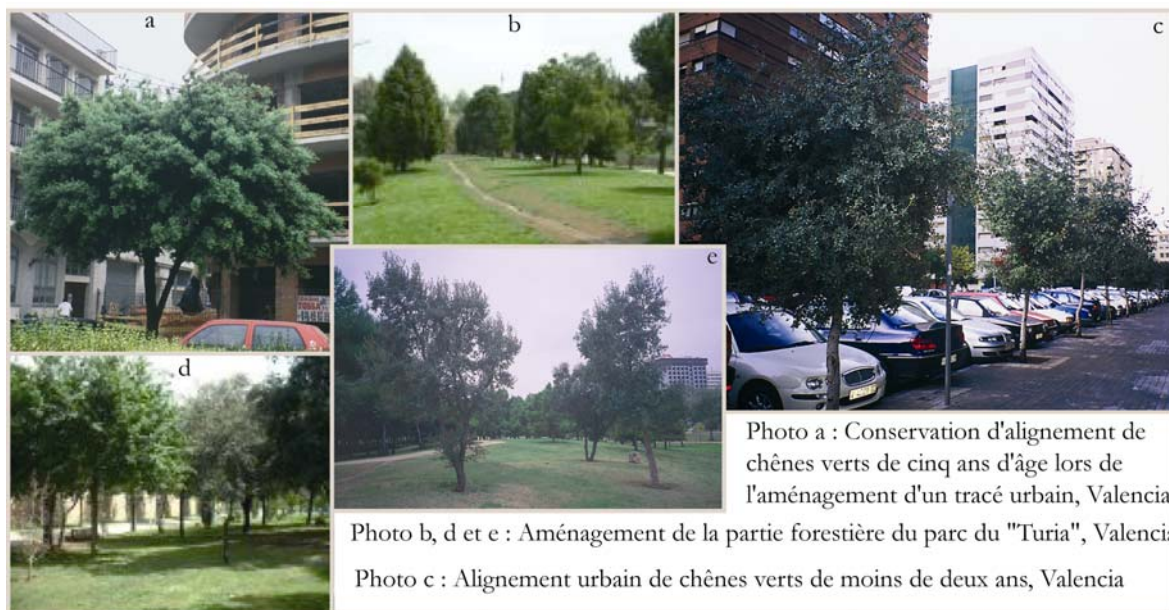 a
b
c
d
e
Photo a : Conservation d'alignement de
chênes verts de cinq ans d'âge lors de
l'aménagement d'un tracé urbain, Valencia
Photo b, d et e : Aménagement de la partie forestière du parc du "Turia", Valencia
Photo c : Alignement urbain de chênes verts de moins de deux ans, Valencia